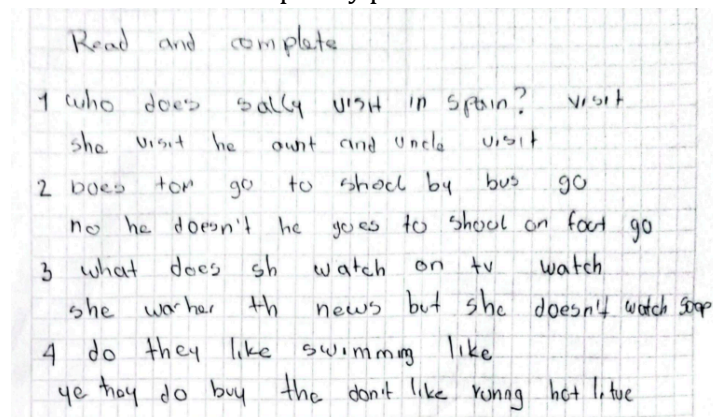 Read and complete
1 who does sally visit in spain? visit
she visit he aunt and uncle visit
2 boes tom go to shocl by bus go
no he doesn't he goes to shool on foot go
3 what does sh watch on tv watch
she warher th news but she doesn't watch soap
4 do they like swimming like
ye they do buy the don't like runng